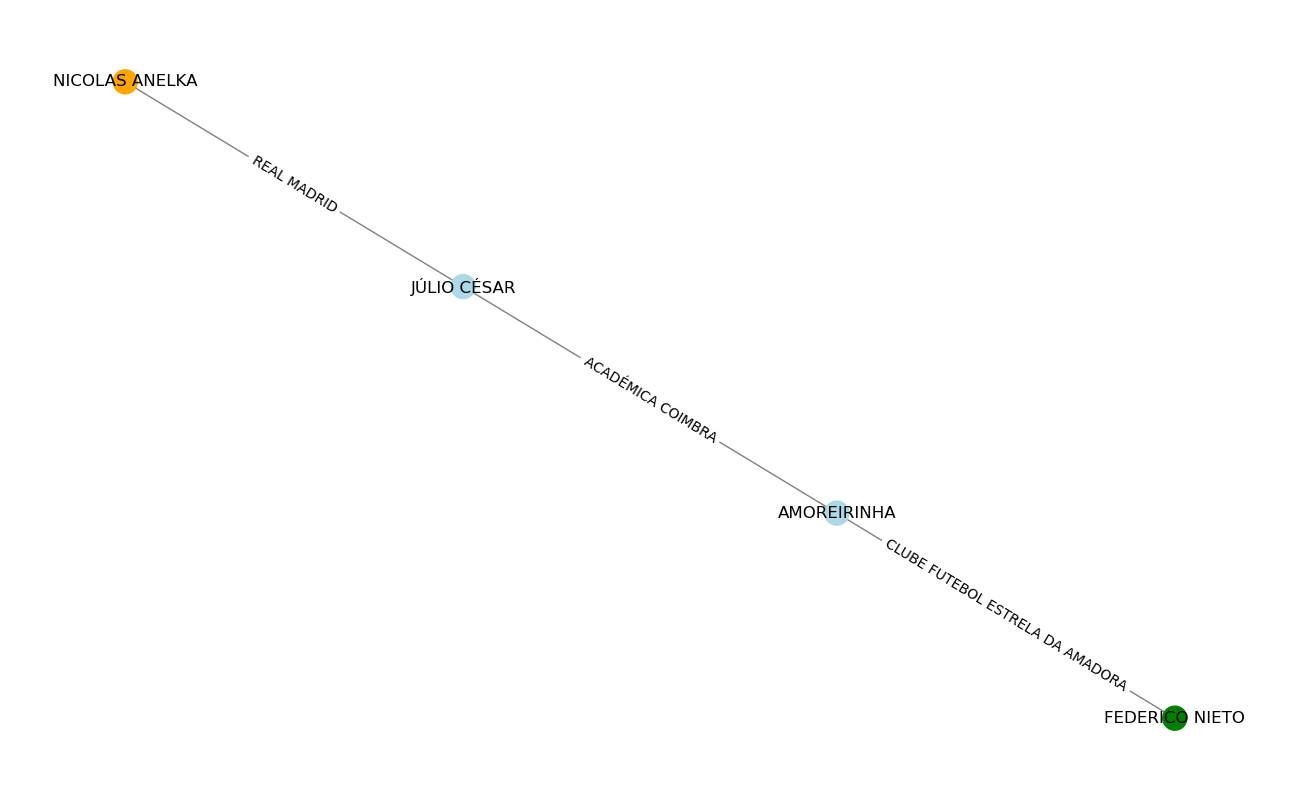 NICOLAS ANELKA
REAL MADRID
JÚLIO CÉSAR
ACADÉMICA COIMBRA
AMOREIRINHA
CLUBE FUTEBOL ESTRELA DA AMADORA
FEDERICO NIETO